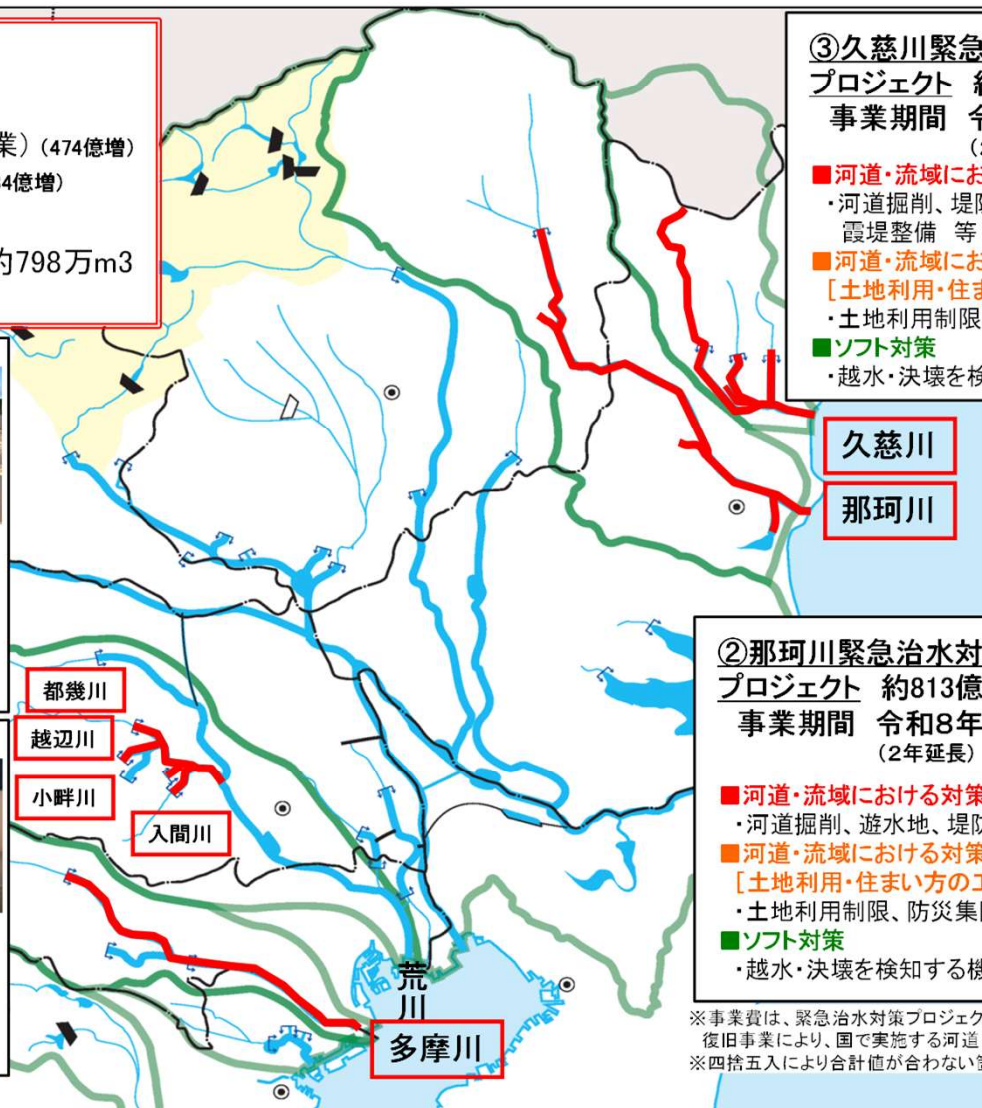 業）（474億増）
4億増）
約798万m3
③久慈川緊急
プロジェクト
事業期間
■河道・流域にお
・河道掘削、堤防
霞堤整備 等
■河道・流域にお
［土地利用・住ま
・土地利用制限
■ソフト対策
・越水・決壊を検
久慈川
那珂川
②那珂川緊急治水対
プロジェクト 約813億
事業期間 令和8年
（2年延長）
■河道・流域における対策
・河道掘削、遊水地、堤防
■河道・流域における対策
［土地利用・住まい方の工
・土地利用制限、防災集団
■ソフト対策
・越水・決壊を検知する機
※事業費は、緊急治水対策プロジェク
復旧事業により、国で実施する河道
※四捨五入により合計値が合わない
都幾川
越辺川
小畔川
入間川
荒川
多摩川